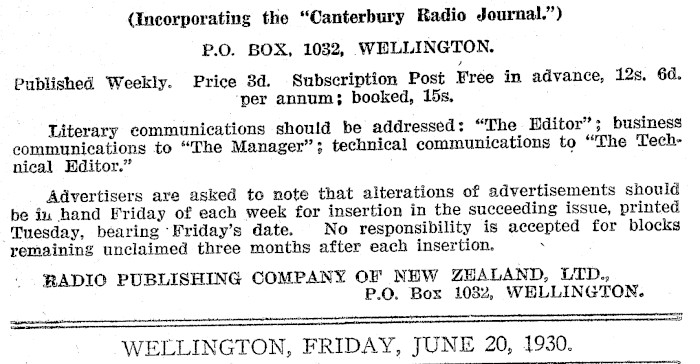 (Incorporating the "Canterbury Radio Journal.")
P.O. BOX, 1032, WELLINGTON.
Published Weekly. Price 3d. Subscription Post Free in advance, 12s. 6d.
per annum; booked, 15s.
Literary communications should be addressed: "The Editor"; business
communications to "The Manager"; technical communications to "The Tech-
nical Editor."
Advertisers are asked to note that alterations of advertisements should
be in hand Friday of each week for insertion in the succeeding issue, printed
Tuesday, bearing Friday's date. No responsibility is accepted for blocks
remaining unclaimed three months after each insertion.
RADIO PUBLISHING COMPANY OF NEW ZEALAND, LTD.,
P.O. Box 1032, WELLINGTON.
WELLINGTON, FRIDAY, JUNE 20, 1930.